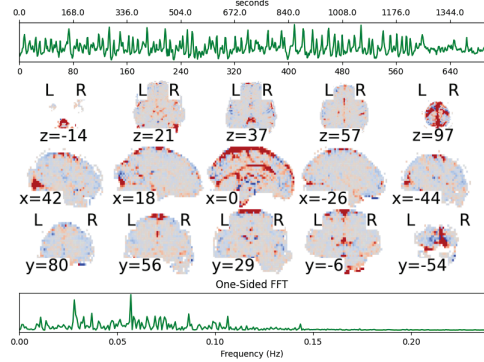 seconds
0.0 168.0 336.0 504.0 672.0 840.0 1008.0 1176.0 1344.0
0 80 160 240 320 400 480 560 640
L R L R L R L R L R
z=-14 z=21 z=37 z=57 z=97
x=42 x=18 x=0 x=-26 x=-44
L R L R L R L R L R
y=80 y=56 y=29 y=-6 y=-54
One-Sided FFT
0.00 0.05 0.10 0.15 0.20
Frequency (Hz)